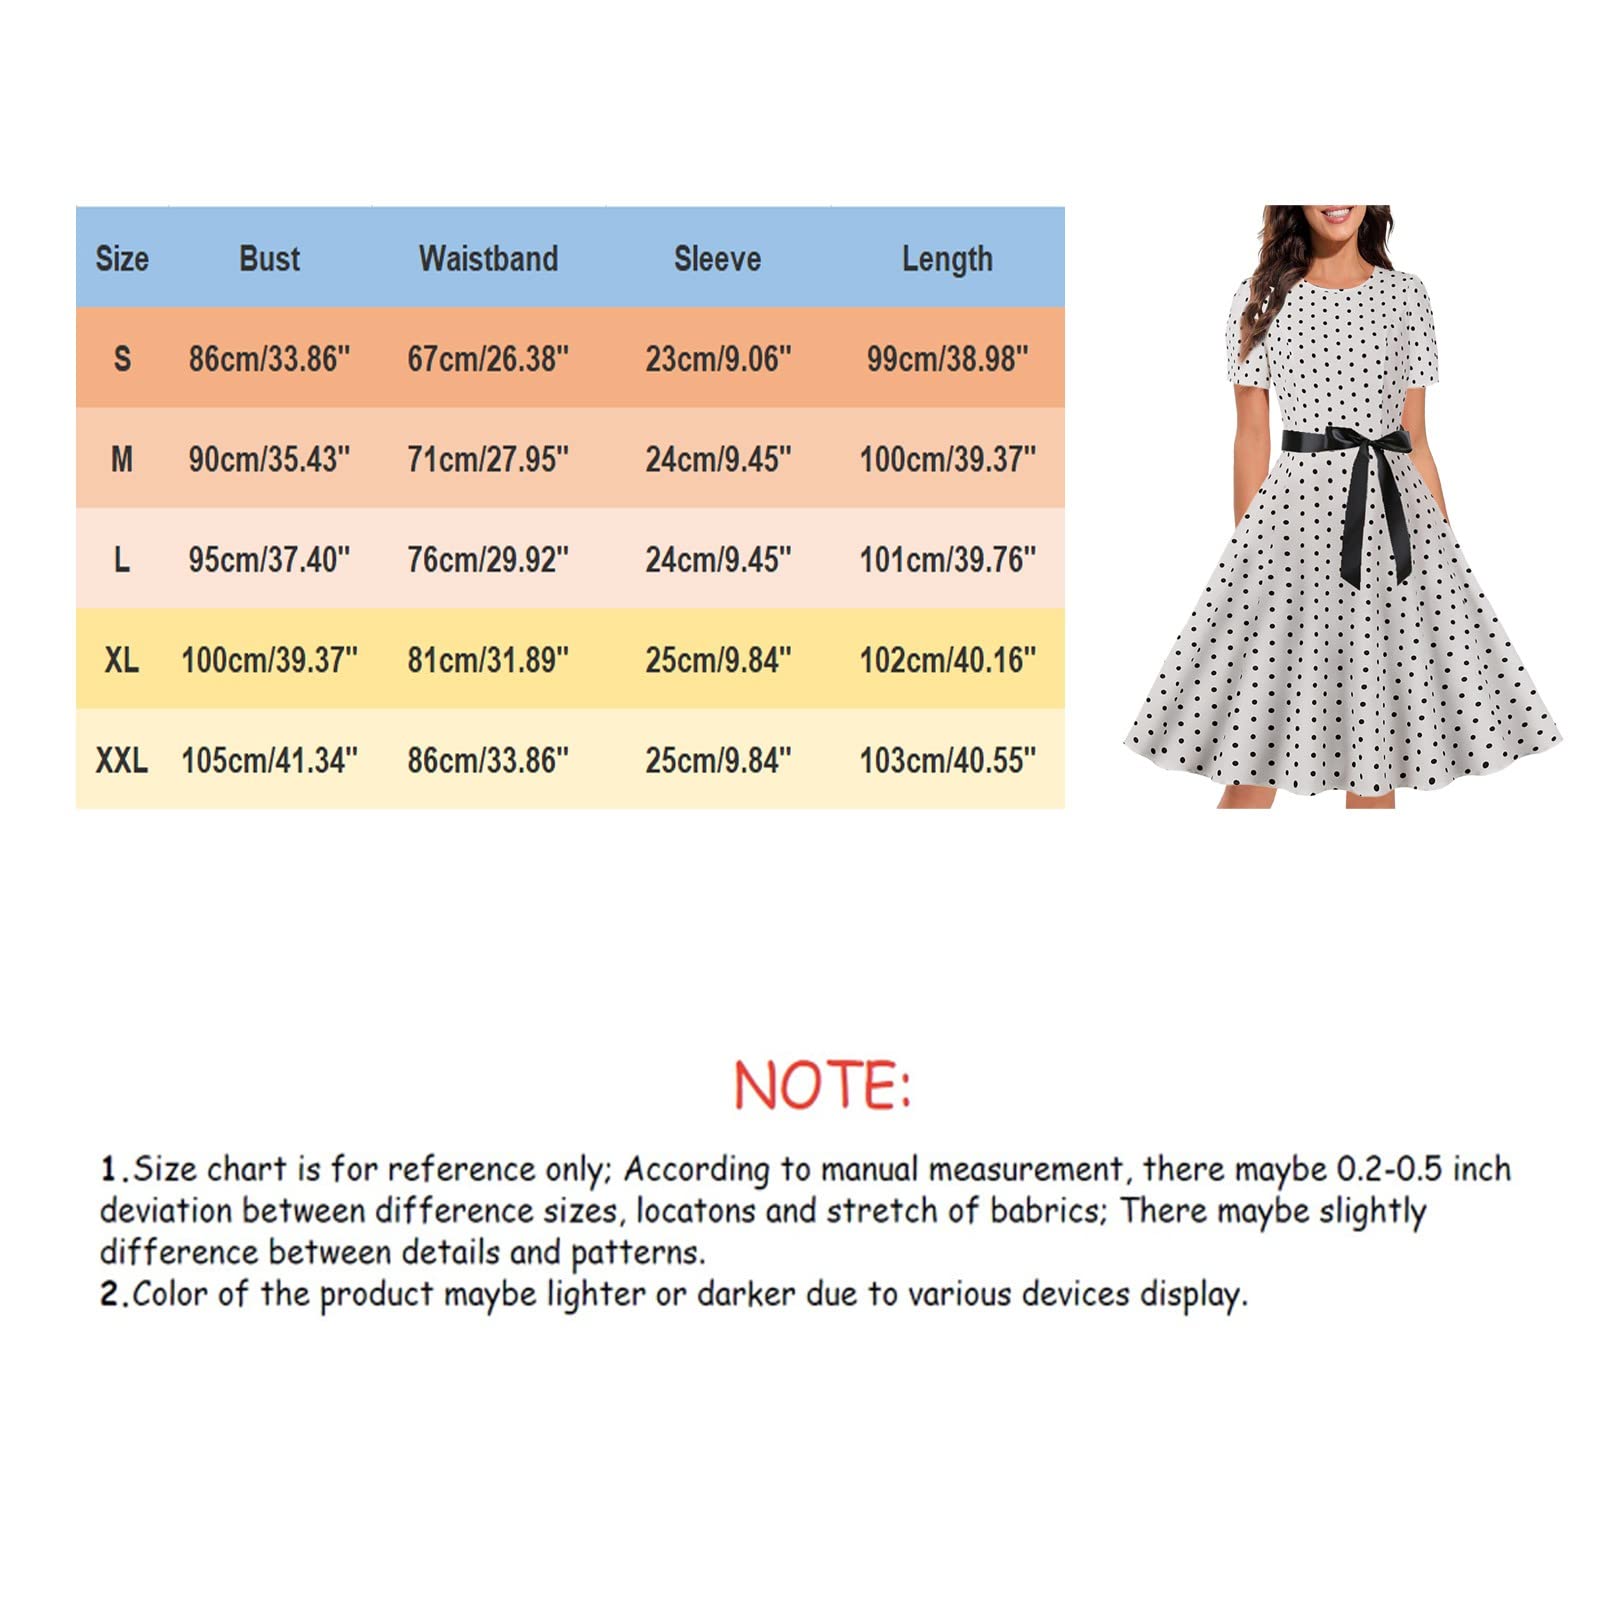 Size Bust Waistband Sleeve Length
S 86cm/33.86" 67cm/26.38" 23cm/9.06" 99cm/38.98"
M 90cm/35.43" 71cm/27.95" 24cm/9.45" 100cm/39.37"
L 95cm/37.40" 76cm/29.92" 24cm/9.45" 101cm/39.76"
XL 100cm/39.37" 81cm/31.89" 25cm/9.84" 102cm/40.16"
XXL 105cm/41.34" 86cm/33.86" 25cm/9.84" 103cm/40.55"
NOTE:
1.Size chart is for reference only; According to manual measurement, there maybe 0.2-0.5 inch
deviation between difference sizes, locatons and stretch of babrics; There maybe slightly
difference between details and patterns.
2.Color of the product maybe lighter or darker due to various devices display.